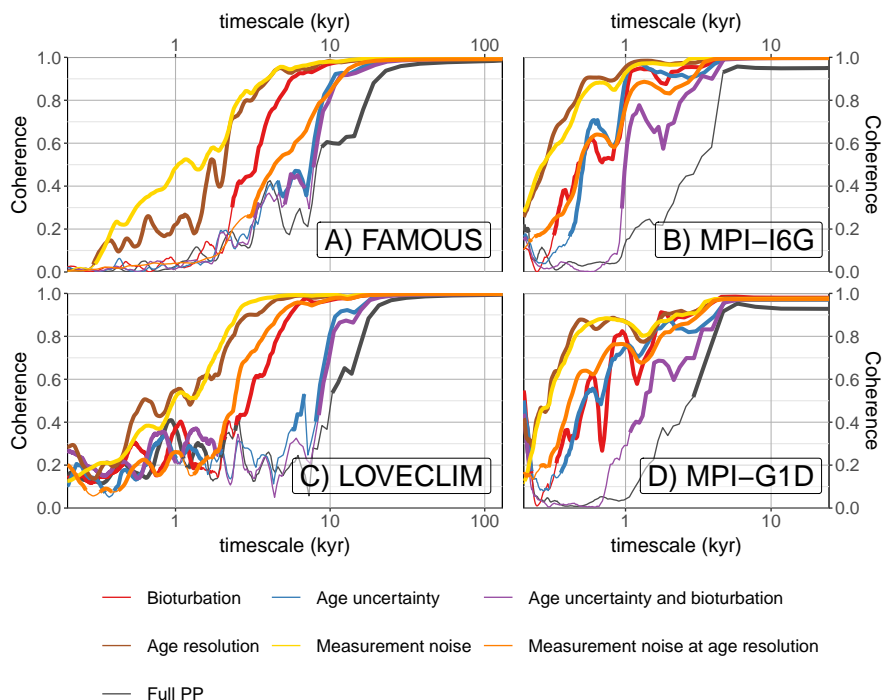 timescale (kyr)
timescale (kyr)
1
10
100
1
10
1.0
0.8
0.6
0.4
0.2
0.0
Coherence
A) FAMOUS
B) MPI−I6G
1.0
0.8
0.6
0.4
0.2
0.0
Coherence
1.0
0.8
0.6
0.4
0.2
0.0
Coherence
C) LOVECLIM
D) MPI−G1D
1.0
0.8
0.6
0.4
0.2
0.0
Coherence
1
10
100
1
10
timescale (kyr)
timescale (kyr)
Bioturbation
Age uncertainty
Age uncertainty and bioturbation
Age resolution
Measurement noise
Measurement noise at age resolution
Full PP